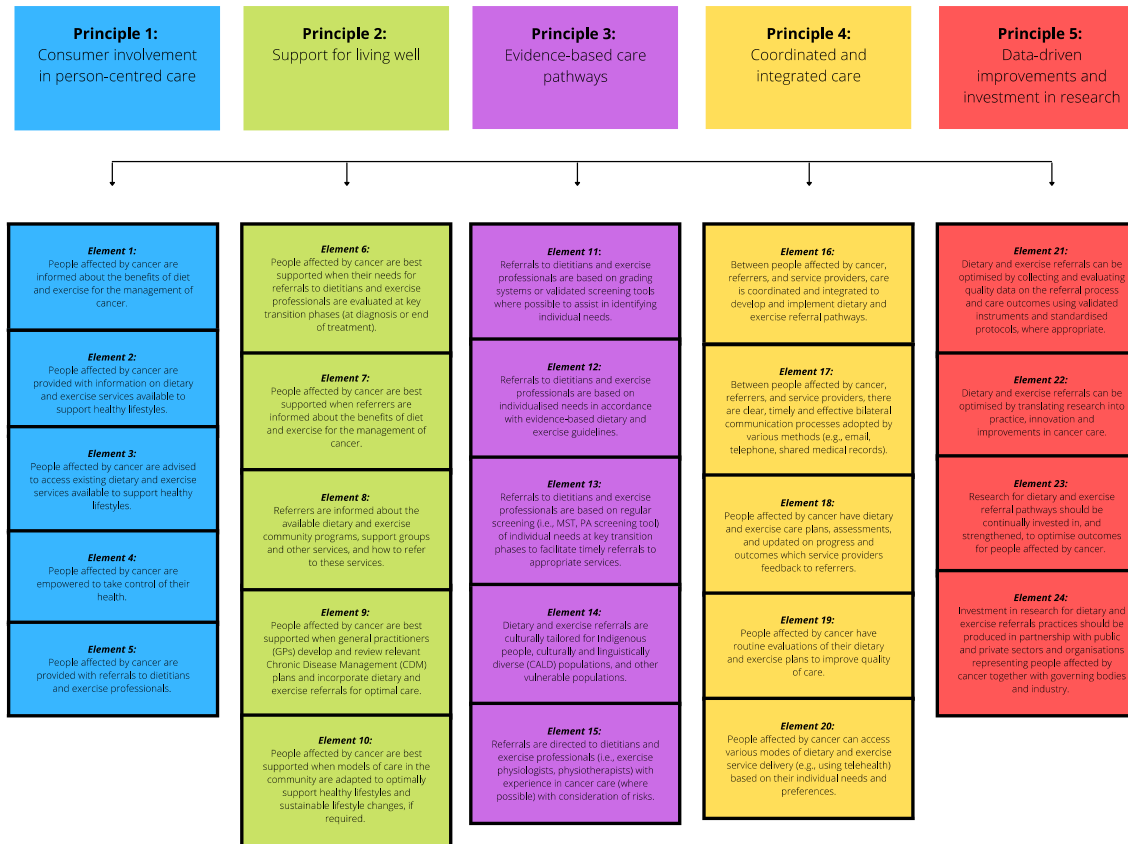 Principle 1:
Consumer involvement
in person-centred care
Principle 2:
Support for living well
Principle 3:
Evidence-based care
pathways
Principle 4:
Coordinated and
integrated care
Principle 5:
Data-driven
improvements and
investment in research
Element 1:
People affected by cancer are
informed about the benefits of diet
and exercise for the management of
cancer.
Element 2:
People affected by cancer are
provided with information on dietary
and exercise services available to
support healthy lifestyles.
Element 3:
People affected by cancer are advised
to access existing dietary and exercise
services available to support healthy
lifestyles.
Element 4:
People affected by cancer are
empowered to take control of their
health.
Element 5:
People affected by cancer are
provided with referrals to dietitians
and exercise professionals.
Element 6:
People affected by cancer are best
supported when their needs for
referrals to dietitians and exercise
professionals are evaluated at key
transition phases (at diagnosis or end
of treatment).
Element 7:
People affected by cancer are best
supported when referrers are
informed about the benefits of diet
and exercise for the management of
cancer.
Element 8:
Referrers are informed about the
available dietary and exercise
community programs, support groups
and other services, and how to refer
to these services.
Element 9:
People affected by cancer are best
supported when general practitioners
(GPs) develop and review relevant
Chronic Disease Management (CDM)
plans and incorporate dietary and
exercise referrals for optimal care.
Element 10:
People affected by cancer are best
supported when models of care in the
community are adapted to optimally
support healthy lifestyles and
sustainable lifestyle changes, if
required.
Element 11:
Referrals to dietitians and exercise
professionals are based on grading
systems or validated screening tools
where possible to assist in identifying
individual needs.
Element 12:
Referrals to dietitians and exercise
professionals are based on
individualised needs in accordance
with evidence-based dietary and
exercise guidelines.
Element 13:
Referrals to dietitians and exercise
professionals are based on regular
screening (i.e., MST, PA screening tool)
of individual needs at key transition
phases to facilitate timely referrals to
appropriate services.
Element 14:
Dietary and exercise referrals are
culturally tailored for Indigenous
people, culturally and linguistically
diverse (CALD) populations, and other
vulnerable populations.
Element 15:
Referrals are directed to dietitians and
exercise professionals (i.e., exercise
physiologists, physiotherapists) with
experience in cancer care (where
possible) with consideration of risks.
Element 16:
Between people affected by cancer,
referrers, and service providers, care
is coordinated and integrated to
develop and implement dietary and
exercise referral pathways.
Element 17:
Between people affected by cancer,
referrers, and service providers, there
are clear, timely and effective bilateral
communication processes adopted by
various methods (e.g., email,
telephone, shared medical records).
Element 18:
People affected by cancer have dietary
and exercise care plans, assessments,
and updated on progress and
outcomes which service providers
feedback to referrers.
Element 19:
People affected by cancer have
routine evaluations of their dietary
and exercise plans to improve quality
of care.
Element 20:
People affected by cancer can access
various modes of dietary and exercise
service delivery (e.g., using telehealth)
based on their individual needs and
preferences.
Element 21:
Dietary and exercise referrals can be
optimised by collecting and evaluating
quality data on the referral process
and care outcomes using validated
instruments and standardised
protocols, where appropriate.
Element 22:
Dietary and exercise referrals can be
optimised by translating research into
practice, innovation and
improvements in cancer care.
Element 23:
Research for dietary and exercise
referral pathways should be
continually invested in, and
strengthened, to optimise outcomes
for people affected by cancer.
Element 24:
Investment in research for dietary and
exercise referrals practices should be
produced in partnership with public
and private sectors and organisations
representing people affected by
cancer together with governing bodies
and industry.